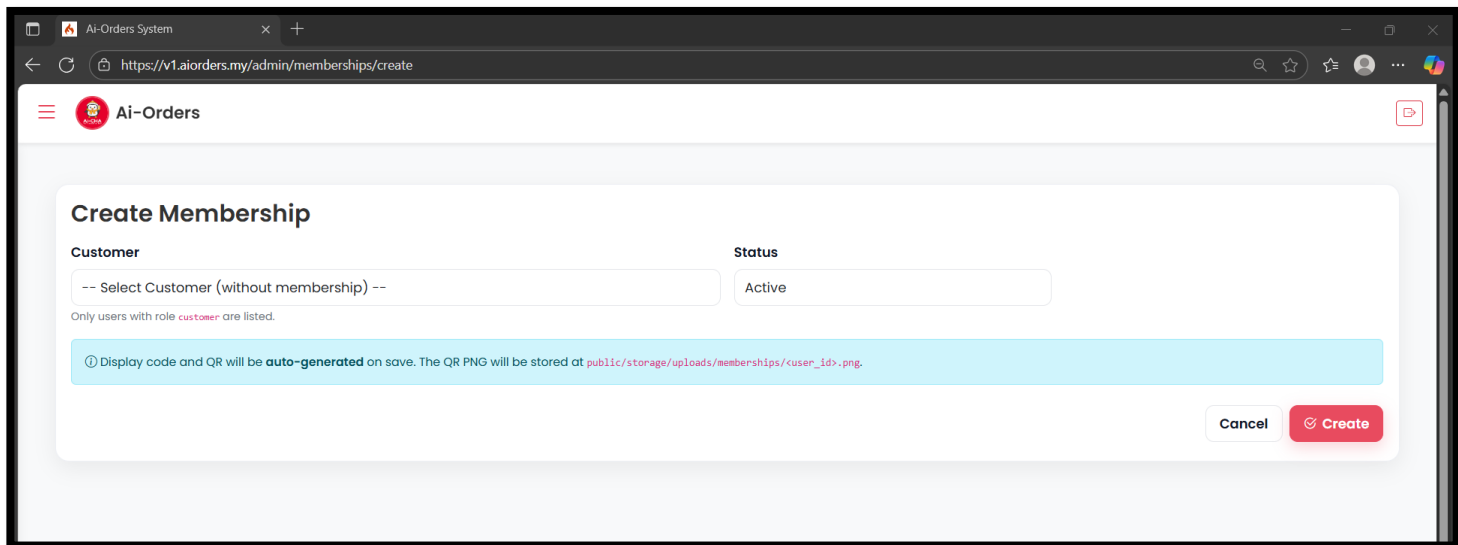 Ai-Orders System
https://v1.aiorders.my/admin/memberships/create
Ai-Orders
Create Membership
Customer
Status
-- Select Customer (without membership) --
Active
Only users with role customer are listed.
Display code and QR will be auto-generated on save. The QR PNG will be stored at public/storage/uploads/memberships/<user_id>.png.
Cancel
Create